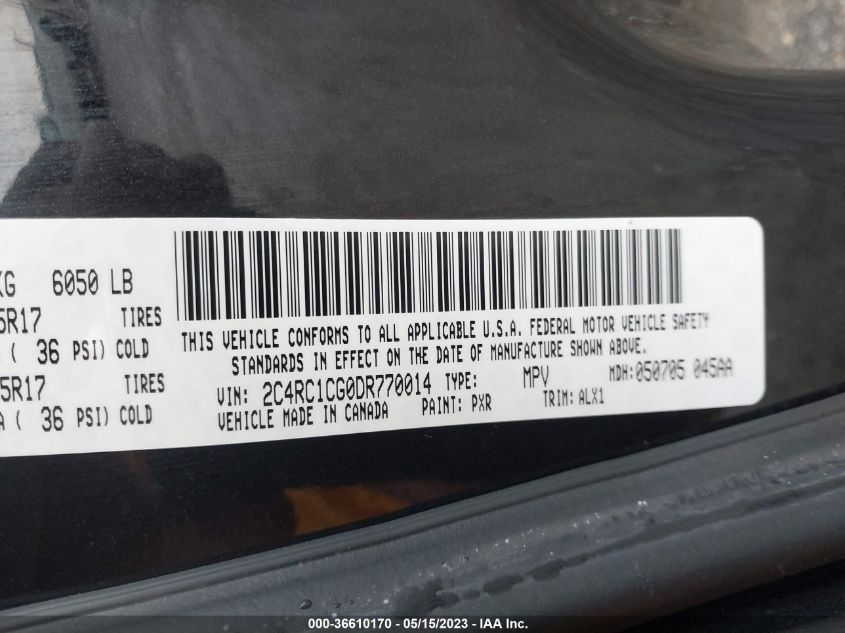 KG 6050 LB
5R17 TIRES
( 36 PSI) COLD
5R17
A ( 36 PSI) COLD
THIS VEHICLE CONFORMS TO ALL APPLICABLE U.S.A. FEDERAL MOTOR VEHICLE SAFETY
STANDARDS IN EFFECT ON THE DATE OF MANUFACTURE SHOWN ABOVE.
VIN: 2C4RC1CG0DR770014 TYPE: MPV MDH:050705 045AA
VEHICLE MADE IN CANADA PAINT: PXR TRIM:ALX1
000-36610170 - 05/15/2023 - IAA Inc.